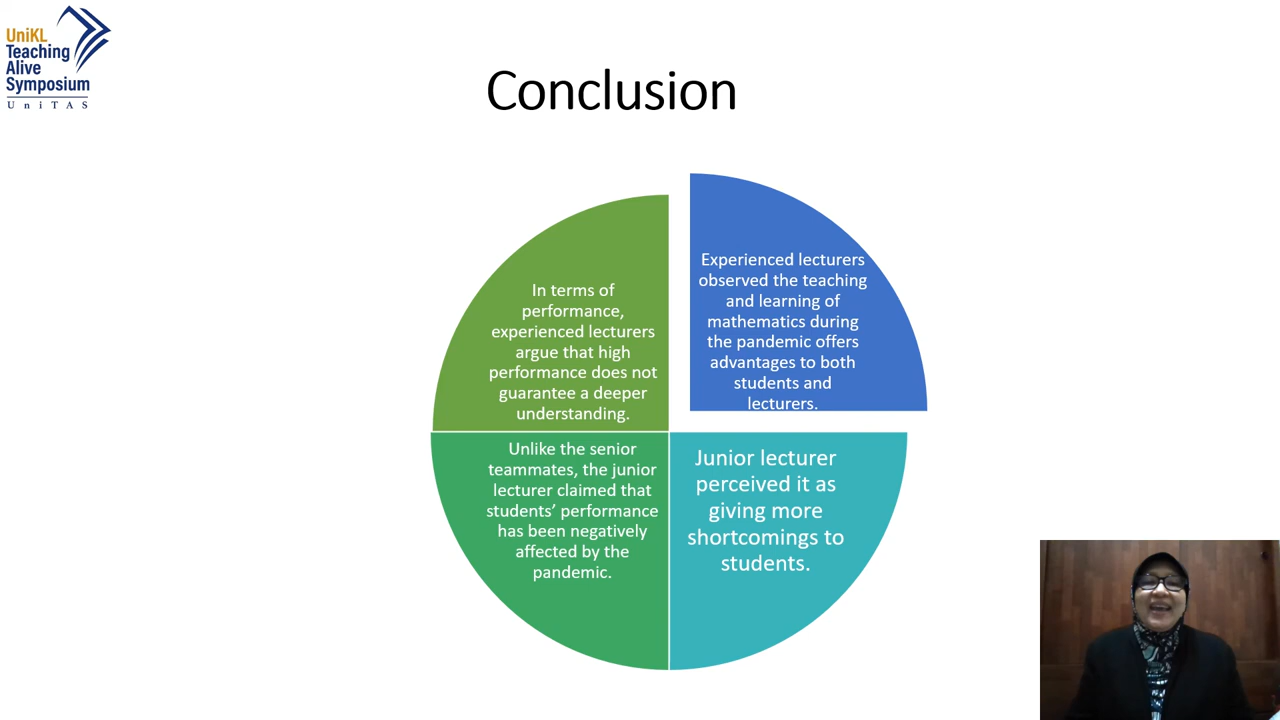 UniKL
Teaching
Alive
Symposium
UniTAS
Conclusion
In terms of
performance,
experienced lecturers
argue that high
performance does not
guarantee a deeper
understanding.
Experienced lecturers
observed the teaching
and learning of
mathematics during
the pandemic offers
advantages to both
students and
lecturers.
Unlike the senior
teammates, the junior
lecturer claimed that
students’ performance
has been negatively
affected by the
pandemic.
Junior lecturer
perceived it as
giving more
shortcomings to
students.